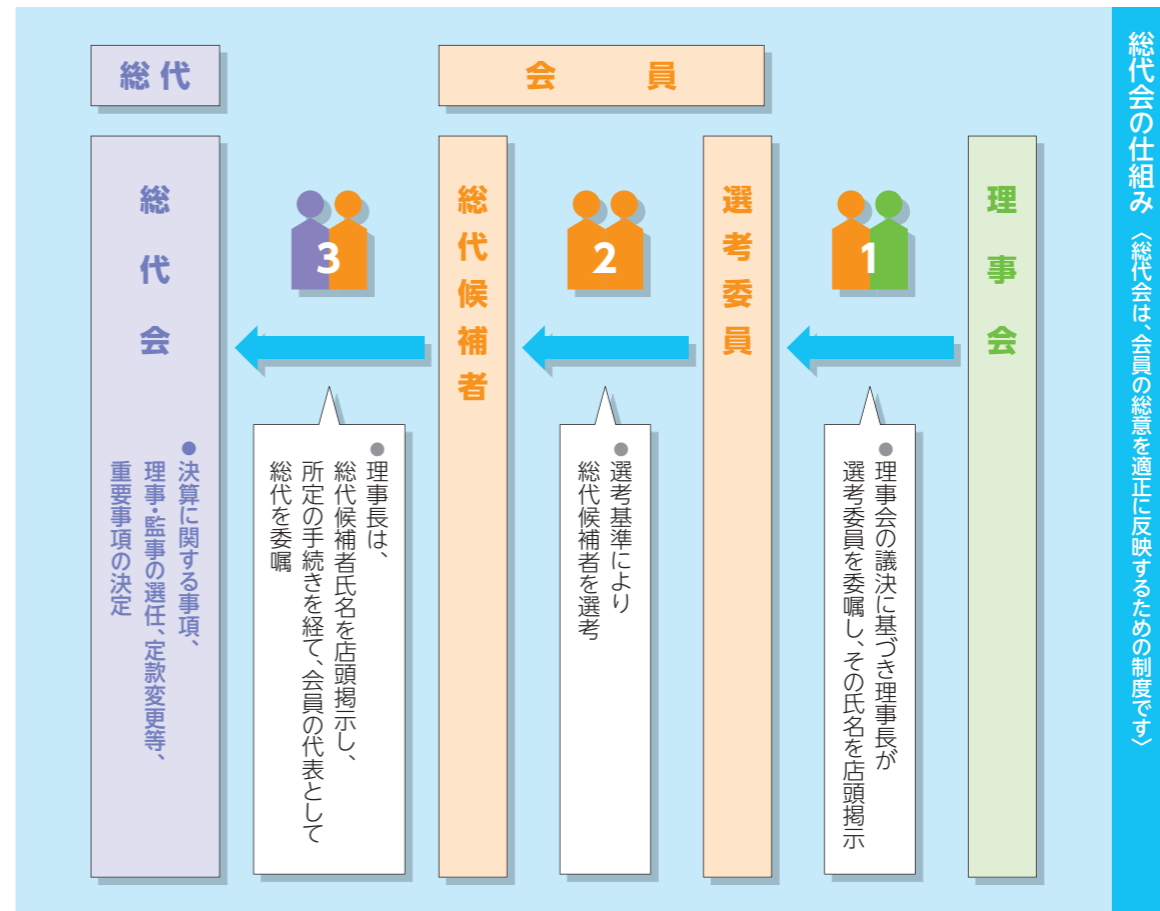 総代会の仕組み〈総代会は、会員の総意を適正に反映するための制度です〉
理事会
1
●理事会の議決に基づき理事長が
選考委員を委嘱し、その氏名を店頭掲示
会員
選考委員
2
●選考基準により
総代候補者を選考
総代候補者
3
●理事長は、
総代候補者氏名を店頭掲示し、
所定の手続きを経て、会員の代表として
総代を委嘱
総代
総代会
●決算に関する事項、
理事・監事の選任、定款変更等、
重要事項の決定